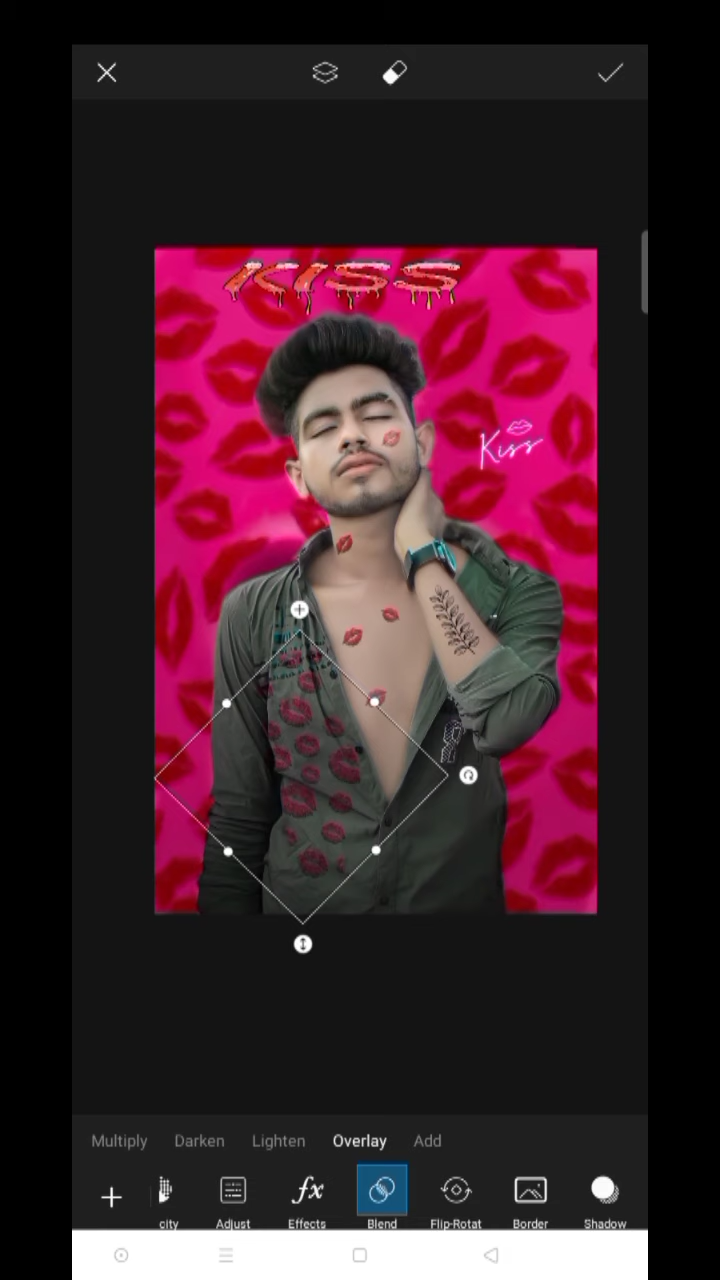 KISS
Kiss
Multiply Darken Lighten Overlay Add
city Adjust Effects Blend Flip-Rotat Border Shadow